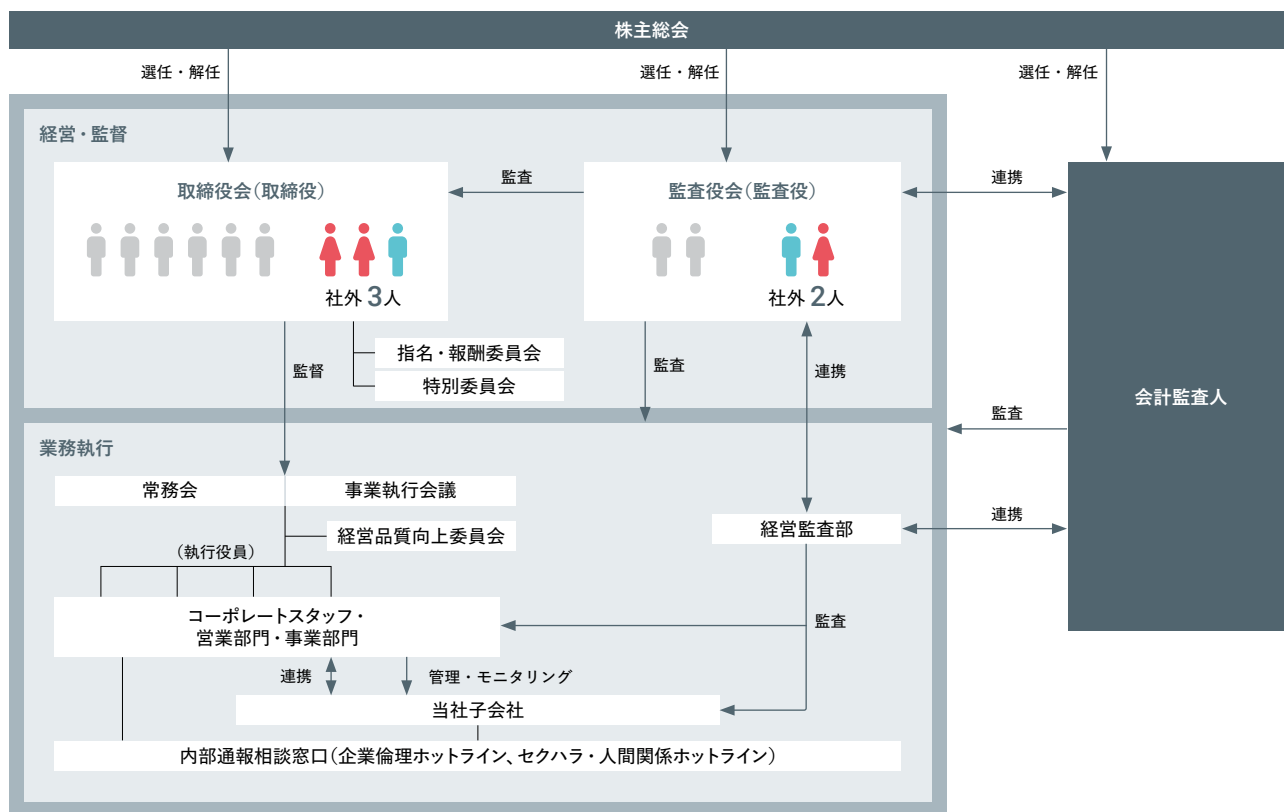 株主総会
選任・解任
選任・解任
選任・解任
経営・監督
取締役会(取締役)
監査
監査役会(監査役)
連携
社外 3人
社外 2人
指名・報酬委員会
特別委員会
監督
監査
連携
会計監査人
監査
業務執行
常務会
事業執行会議
経営品質向上委員会
経営監査部
連携
(執行役員)
コーポレートスタッフ・
営業部門・事業部門
監査
連携
管理・モニタリング
当社子会社
内部通報相談窓口(企業倫理ホットライン、セクハラ・人間関係ホットライン)